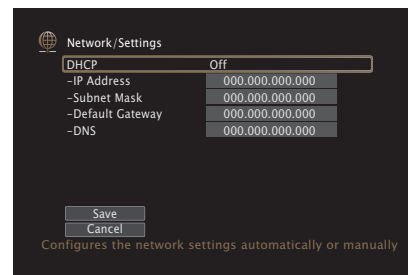 Network/Settings
DHCP Off
-IP Address 000.000.000.000
-Subnet Mask 000.000.000.000
-Default Gateway 000.000.000.000
-DNS 000.000.000.000
Save
Cancel
Configures the network settings automatically or manually